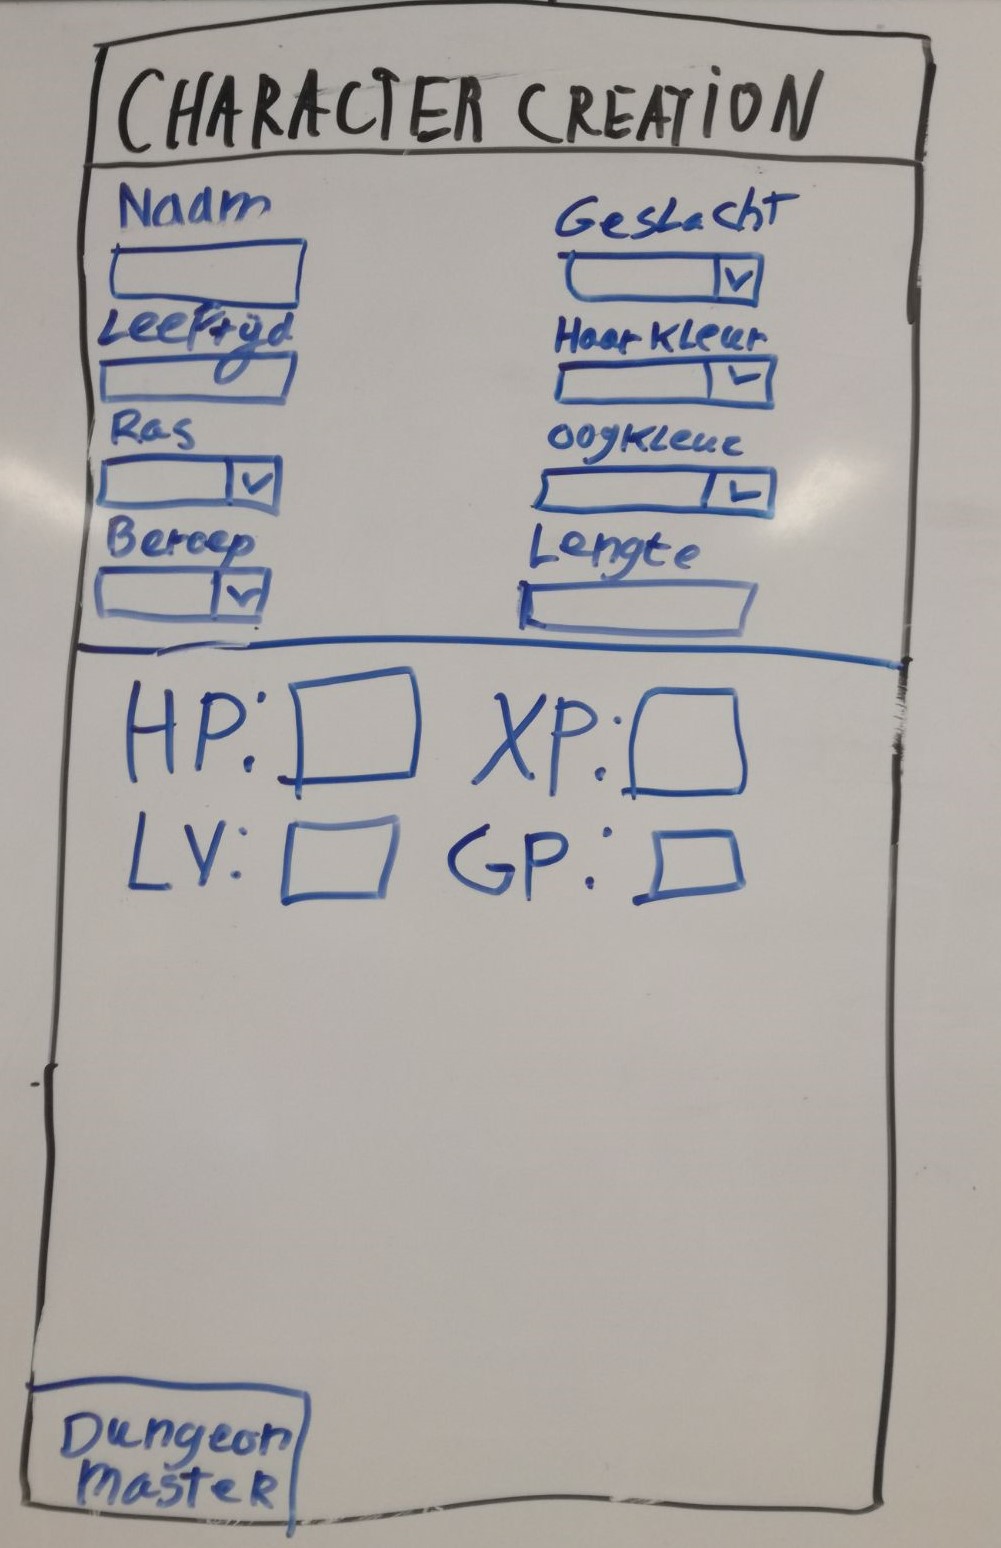 CHARACTER CREATION
Naam
Geslacht
Leeftijd
Haarkleur
Ras
oogkleur
Beroep
Lengte
HP:
XP:
LV:
GP:
Dungeon
master